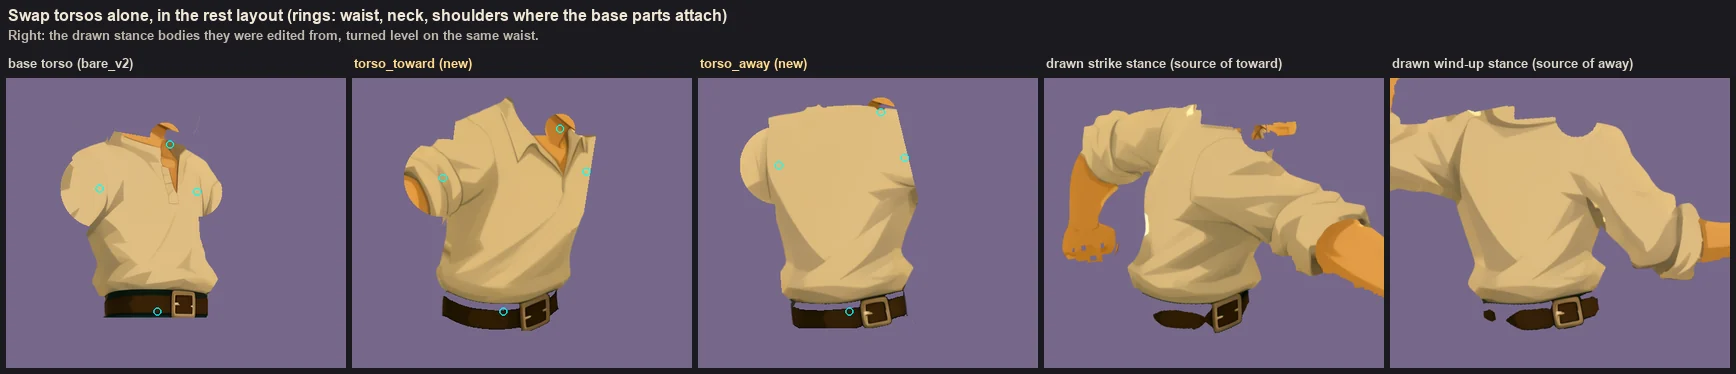 Swap torsos alone, in the rest layout (rings: waist, neck, shoulders where the base parts attach)
Right: the drawn stance bodies they were edited from, turned level on the same waist.
base torso (bare_v2)
torso_toward (new)
torso_away (new)
drawn strike stance (source of toward)
drawn wind-up stance (source of away)